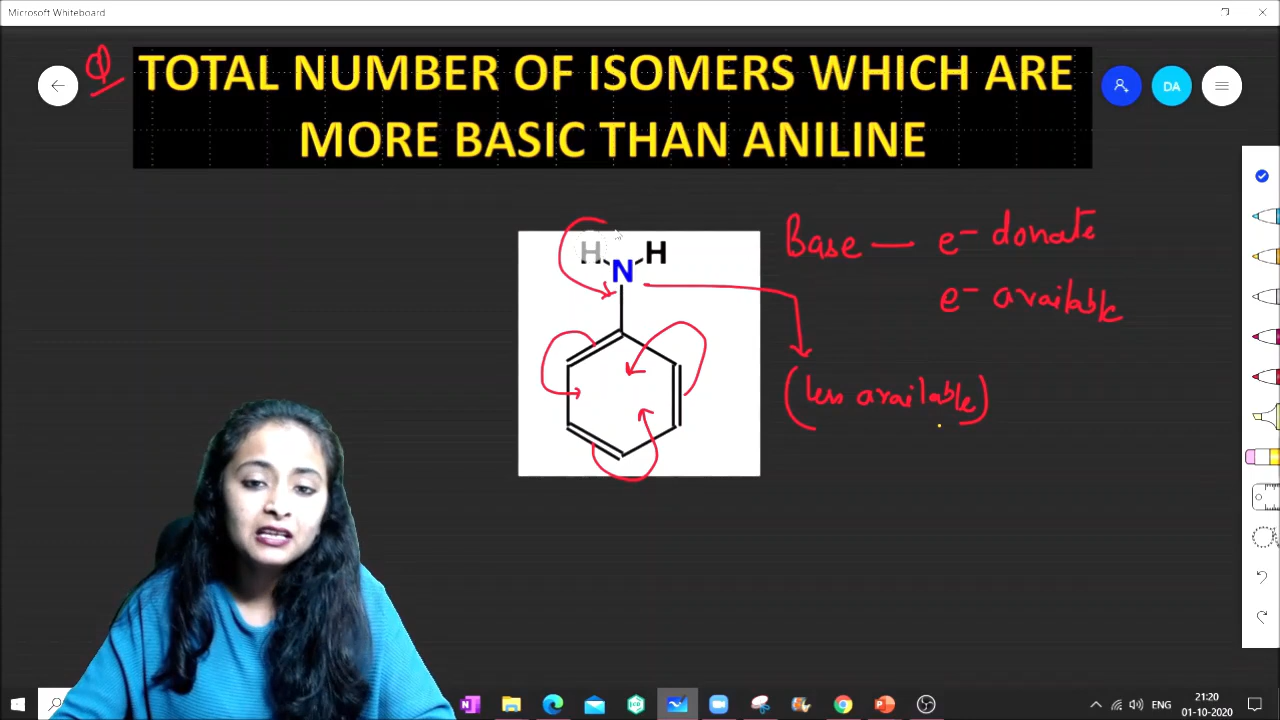 Microsoft Whiteboard
Q TOTAL NUMBER OF ISOMERS WHICH ARE
MORE BASIC THAN ANILINE
DA
H H
N
Base — e– donate
e– available
(less available)
21:20
ENG
01-10-2020